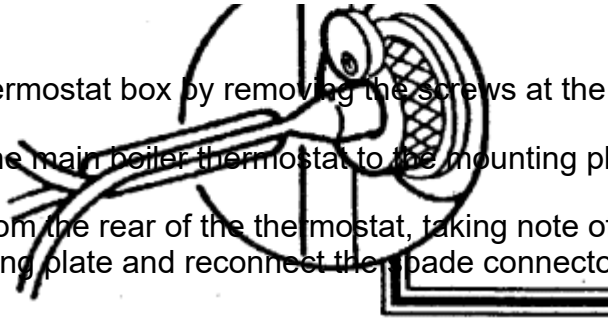 ermostat box by removing the screws at the
e main boiler thermostat to the mounting pl
om the rear of the thermostat, taking note of
ng plate and reconnect the spade connecto